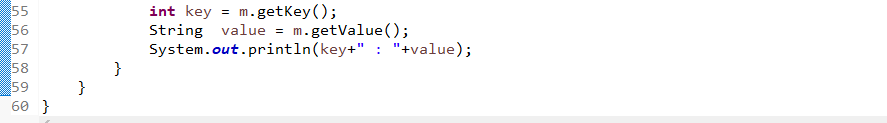 55 int key = m.getKey();
56 String  value = m.getValue();
57 System.out.println(key+" : "+value);
58 }
59 }
60 }